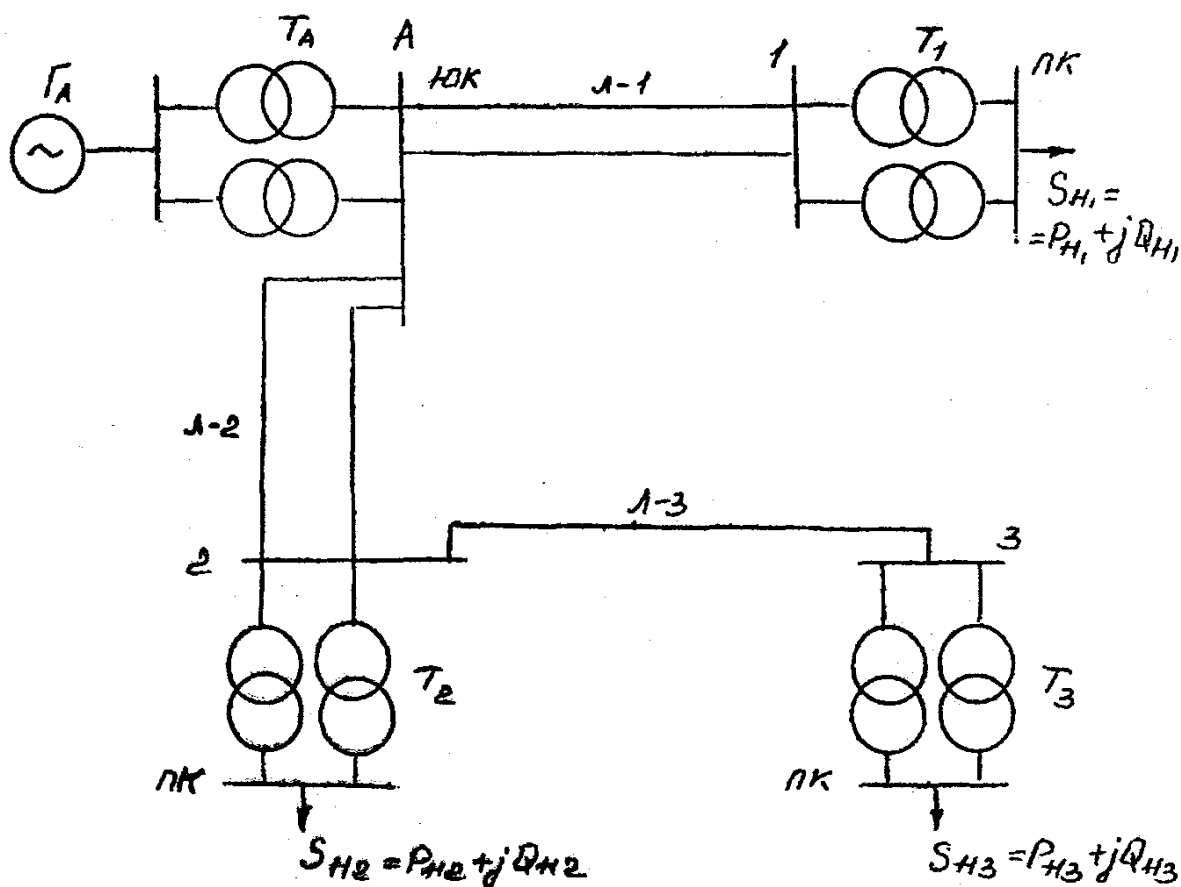 Т_А
А
1
Т_1
ПК
Г_А
ЮК
л-1
~
S_Н1 =
=P_Н1 + jQ_Н1
л-2
л-3
2
3
Т_2
Т_3
ПК
ПК
S_Н2 = P_Н2 + jQ_Н2
S_Н3 = P_Н3 + jQ_Н3